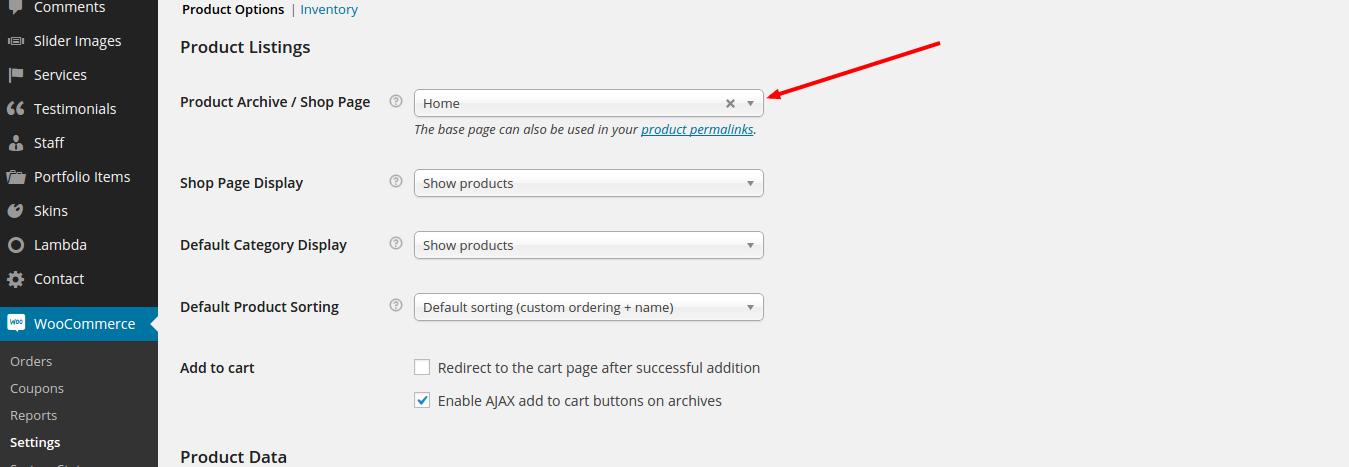 Comments
Slider Images
Services
Testimonials
Staff
Portfolio Items
Skins
Lambda
Contact
WooCommerce
Orders
Coupons
Reports
Settings
Product Options | Inventory
Product Listings
Product Archive / Shop Page ? Home
The base page can also be used in your product permalinks.
Shop Page Display ? Show products
Default Category Display ? Show products
Default Product Sorting ? Default sorting (custom ordering + name)
Add to cart Redirect to the cart page after successful addition
Enable AJAX add to cart buttons on archives
Product Data